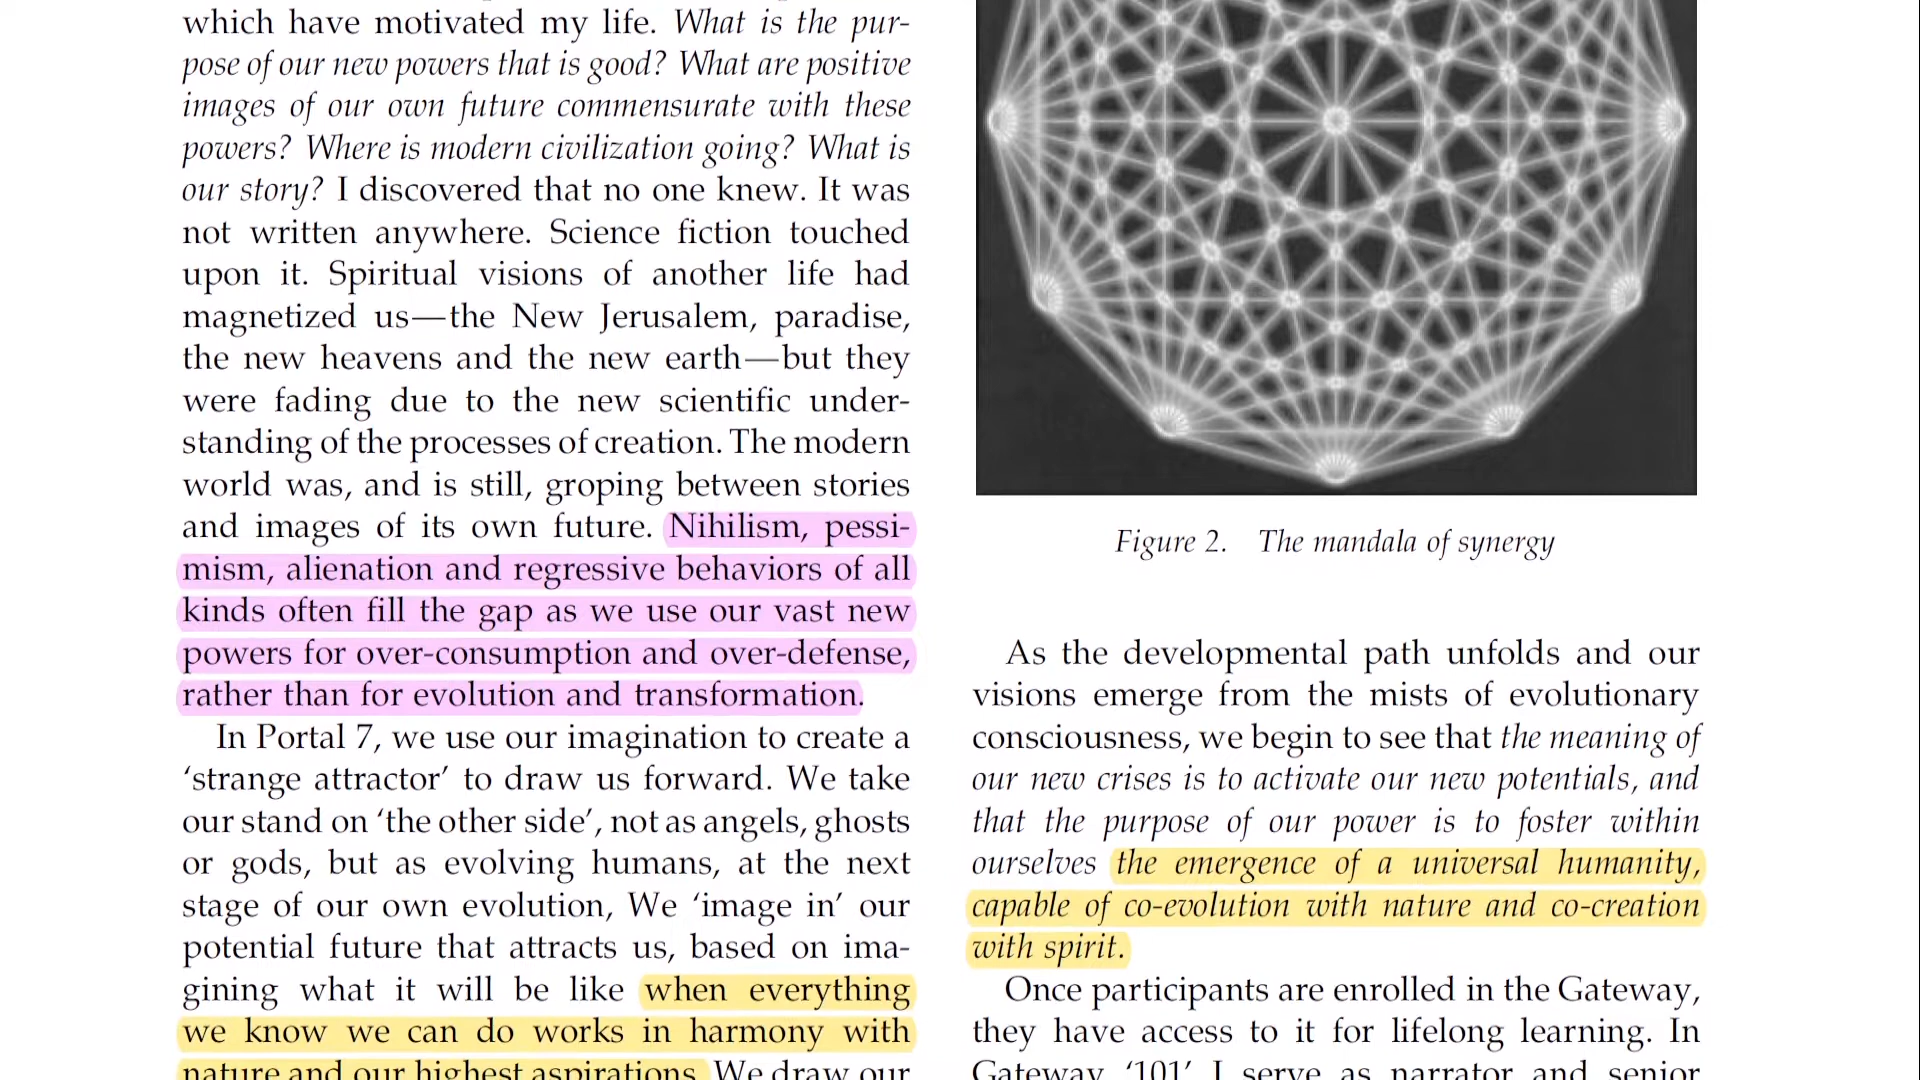 which have motivated my life. What is the pur-
pose of our new powers that is good? What are positive
images of our own future commensurate with these
powers? Where is modern civilization going? What is
our story? I discovered that no one knew. It was
not written anywhere. Science fiction touched
upon it. Spiritual visions of another life had
magnetized us—the New Jerusalem, paradise,
the new heavens and the new earth—but they
were fading due to the new scientific under-
standing of the processes of creation. The modern
world was, and is still, groping between stories
and images of its own future. Nihilism, pessi-
mism, alienation and regressive behaviors of all
kinds often fill the gap as we use our vast new
powers for over-consumption and over-defense,
rather than for evolution and transformation.
In Portal 7, we use our imagination to create a
‘strange attractor’ to draw us forward. We take
our stand on ‘the other side’, not as angels, ghosts
or gods, but as evolving humans, at the next
stage of our own evolution, We ‘image in’ our
potential future that attracts us, based on ima-
gining what it will be like when everything
we know we can do works in harmony with
nature and our highest aspirations. We draw our
Figure 2. The mandala of synergy
As the developmental path unfolds and our
visions emerge from the mists of evolutionary
consciousness, we begin to see that the meaning of
our new crises is to activate our new potentials, and
that the purpose of our power is to foster within
ourselves the emergence of a universal humanity,
capable of co-evolution with nature and co-creation
with spirit.
Once participants are enrolled in the Gateway,
they have access to it for lifelong learning. In
Gateway ‘101’ I serve as narrator and senior